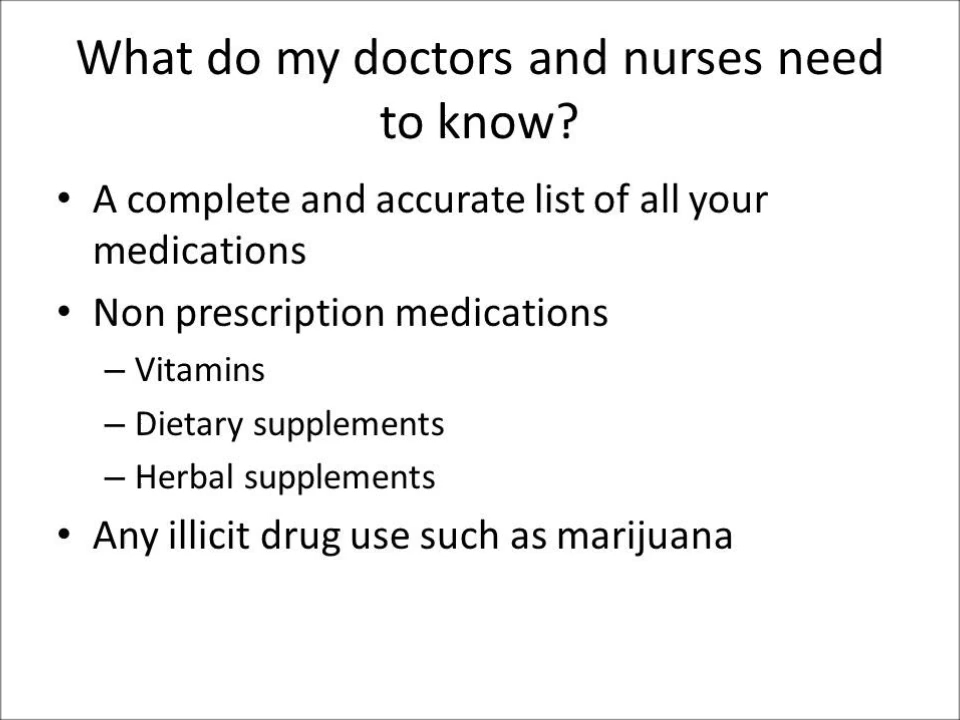 What do my doctors and nurses need
to know?
• A complete and accurate list of all your
medications
• Non prescription medications
– Vitamins
– Dietary supplements
– Herbal supplements
• Any illicit drug use such as marijuana